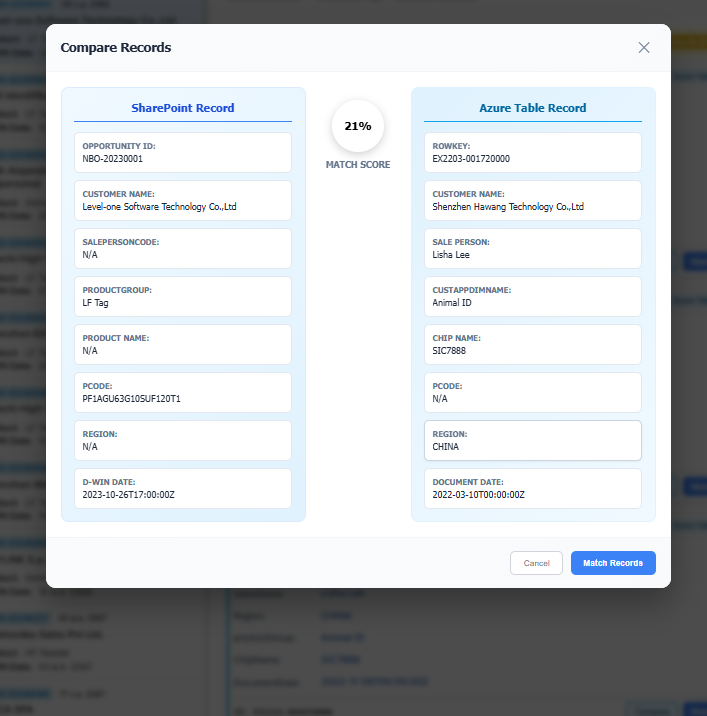 Compare Records
SharePoint Record
OPPORTUNITY ID:
NBO-20230001
CUSTOMER NAME:
Level-one Software Technology Co.,Ltd
SALEPERSONCODE:
N/A
PRODUCTGROUP:
LF Tag
PRODUCT NAME:
N/A
PCODE:
PF1AGU63G10SUF120T1
REGION:
N/A
D-WIN DATE:
2023-10-26T17:00:00Z
21%
MATCH SCORE
Azure Table Record
ROWKEY:
EX2203-001720000
CUSTOMER NAME:
Shenzhen Hawang Technology Co.,Ltd
SALE PERSON:
Lisha Lee
CUSTAPPDIMNAME:
Animal ID
CHIP NAME:
SIC7888
PCODE:
N/A
REGION:
CHINA
DOCUMENT DATE:
2022-03-10T00:00:00Z
Cancel
Match Records